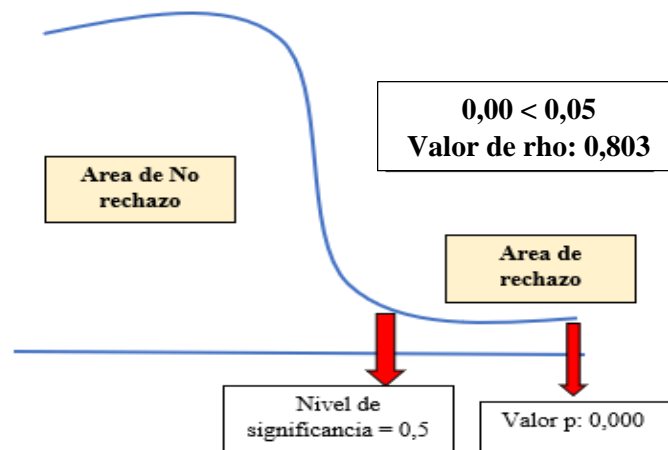 0,00 < 0,05
Valor de rho: 0,803
Area de No
rechazo
Area de
rechazo
Nivel de
significancia = 0,5
Valor p: 0,000